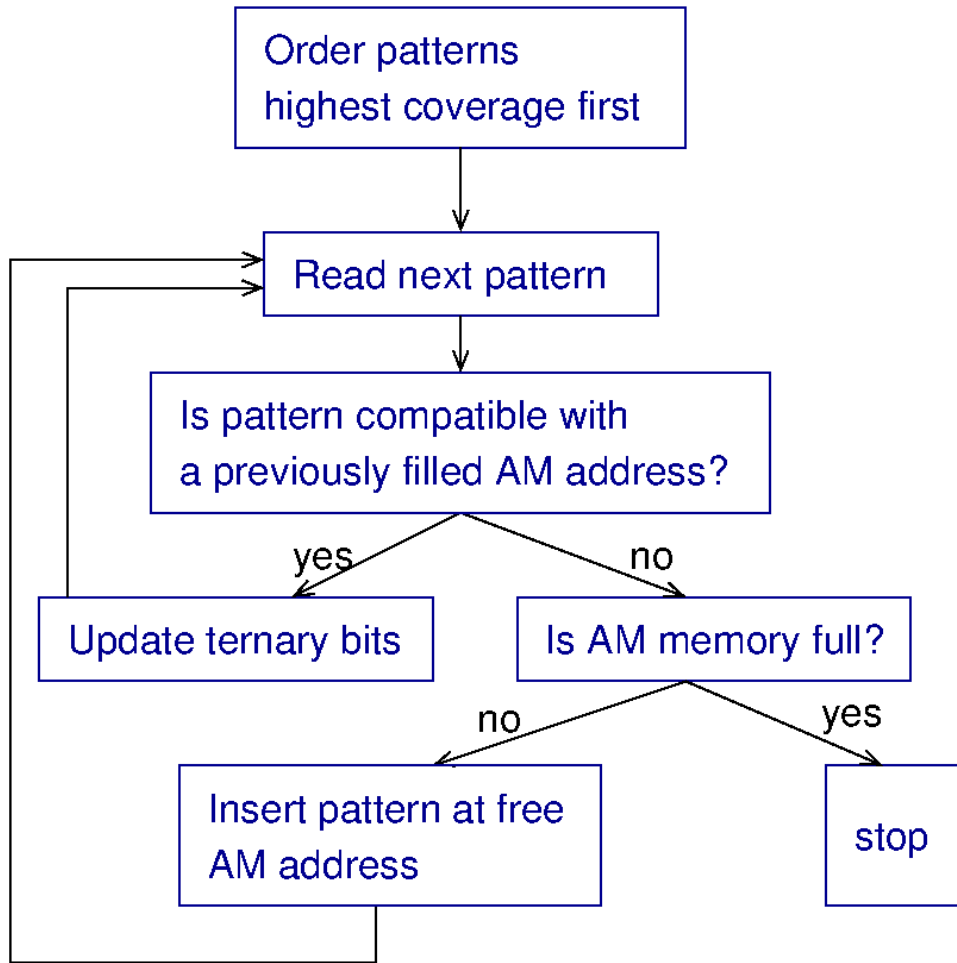 Order patterns
highest coverage first
Read next pattern
Is pattern compatible with
a previously filled AM address?
yes
no
Update ternary bits
Is AM memory full?
no
yes
Insert pattern at free
AM address
stop